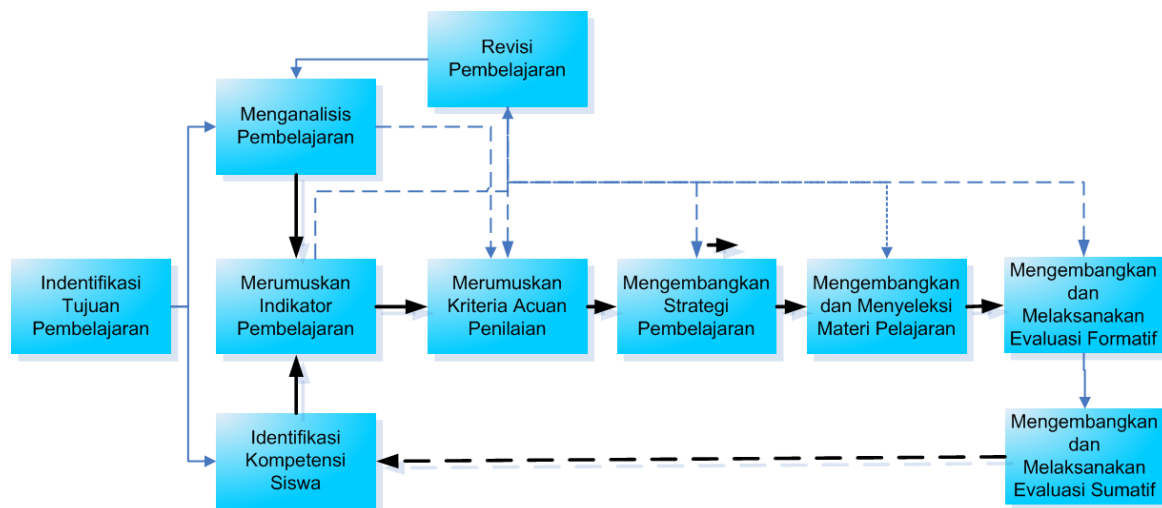 Revisi
Pembelajaran
Menganalisis
Pembelajaran
Indentifikasi
Tujuan
Pembelajaran
Merumuskan
Indikator
Pembelajaran
Merumuskan
Kriteria Acuan
Penilaian
Mengembangkan
Strategi
Pembelajaran
Mengembangkan
dan Menyeleksi
Materi Pelajaran
Mengembangkan
dan
Melaksanakan
Evaluasi Formatif
Identifikasi
Kompetensi
Siswa
Mengembangkan
dan
Melaksanakan
Evaluasi Sumatif